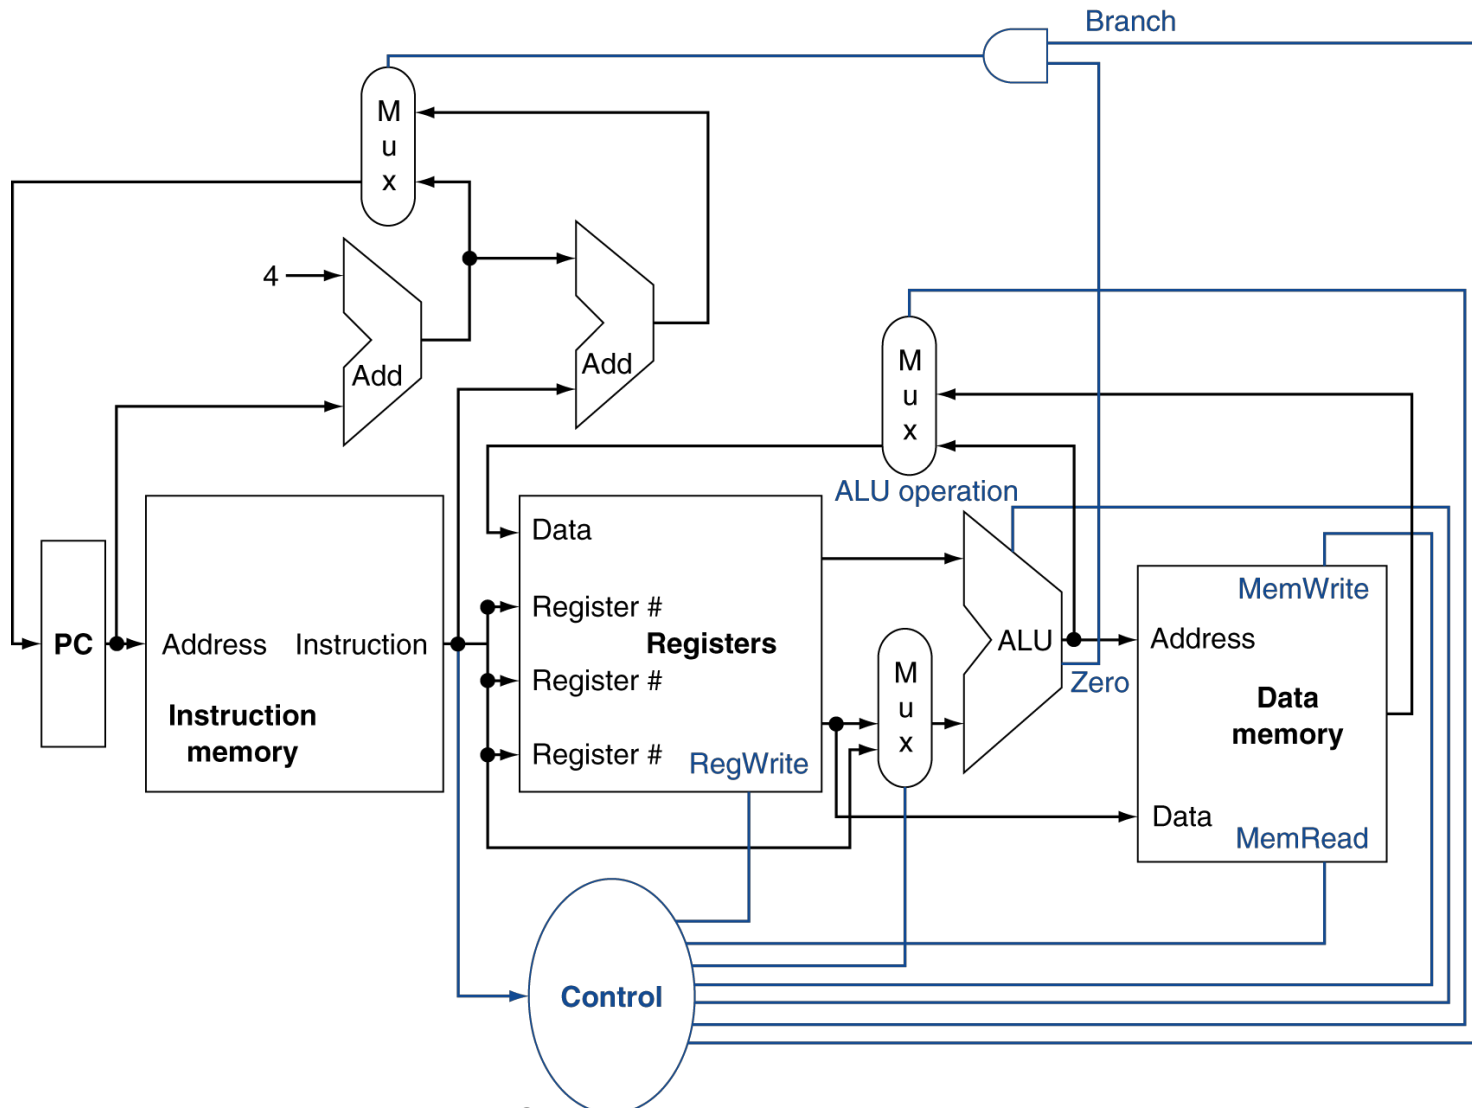 Branch
M
u
x
4
Add
Add
M
u
x
ALU operation
Data
Register #
Register #
Register #
Registers
RegWrite
PC
Address
Instruction
Instruction
memory
M
u
x
ALU
Zero
MemWrite
Address
Data
memory
Data
MemRead
Control